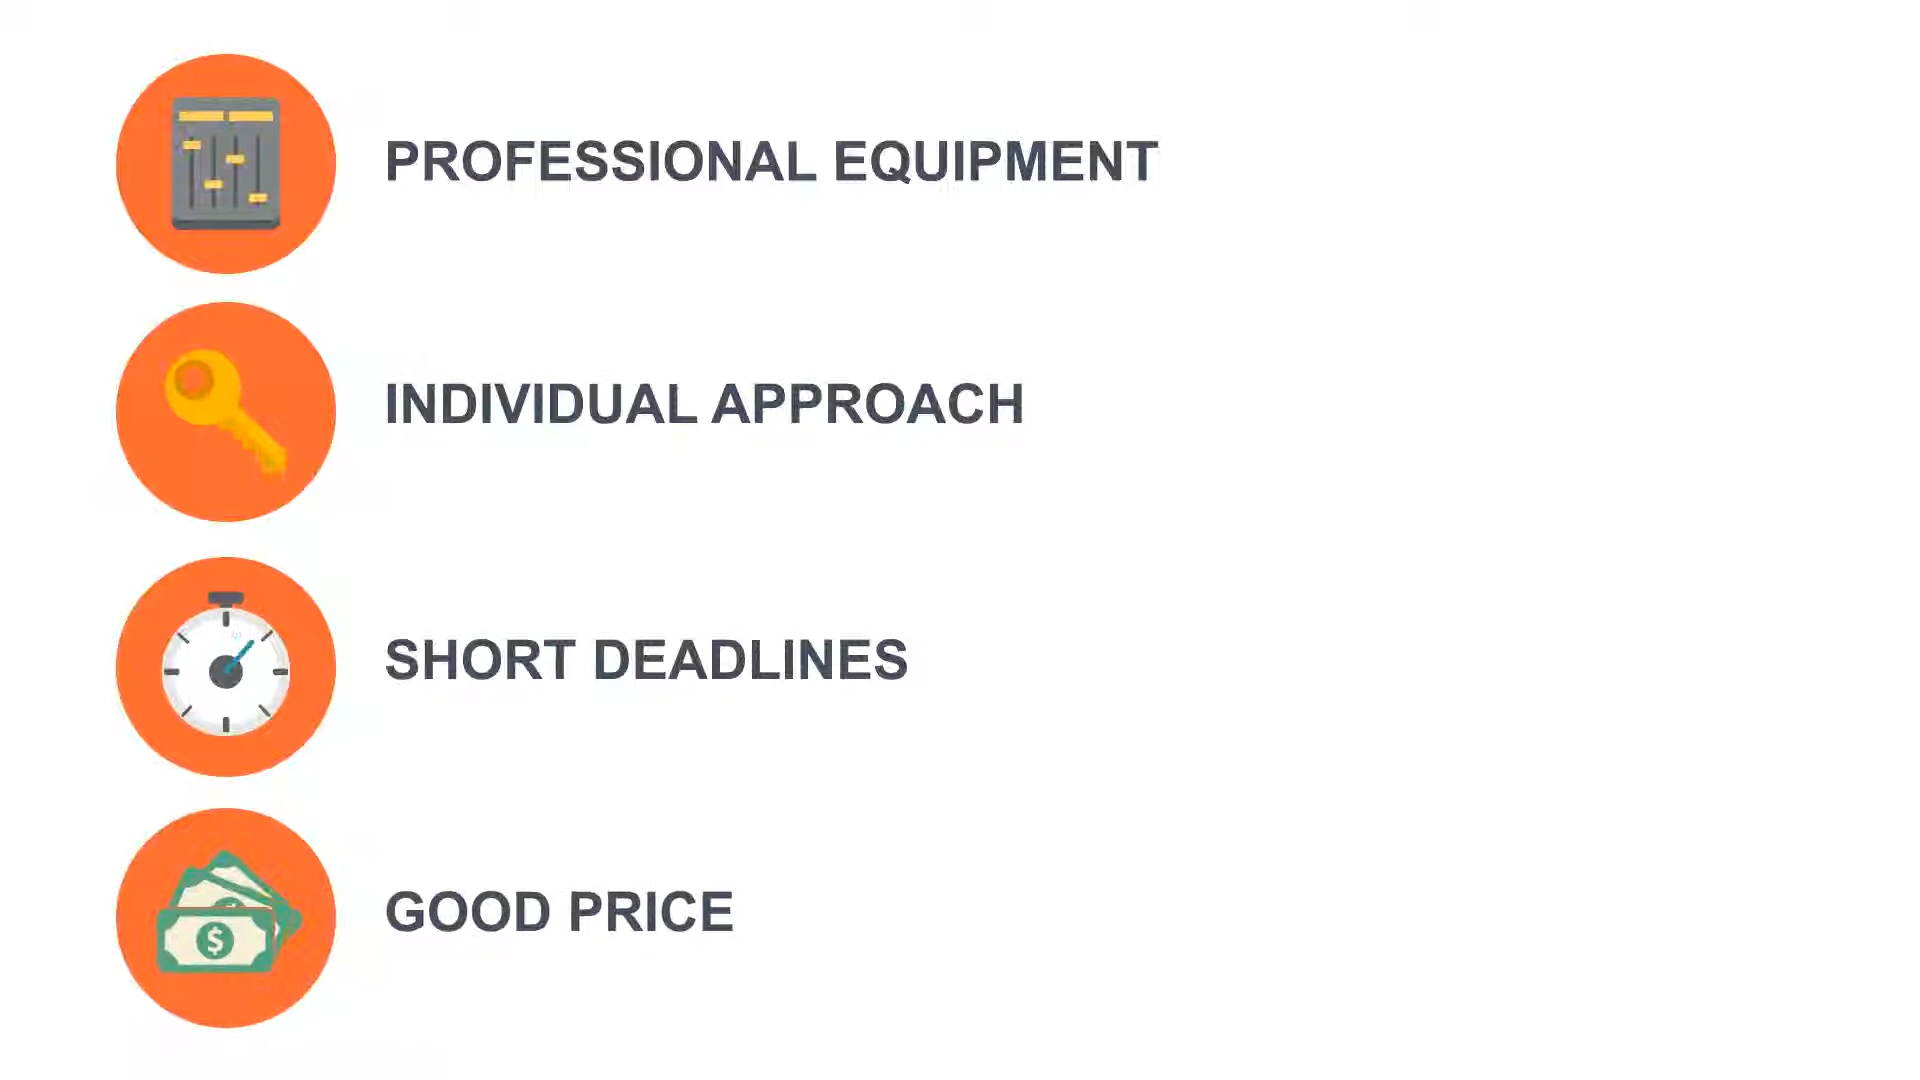 PROFESSIONAL EQUIPMENT
INDIVIDUAL APPROACH
SHORT DEADLINES
$
GOOD PRICE